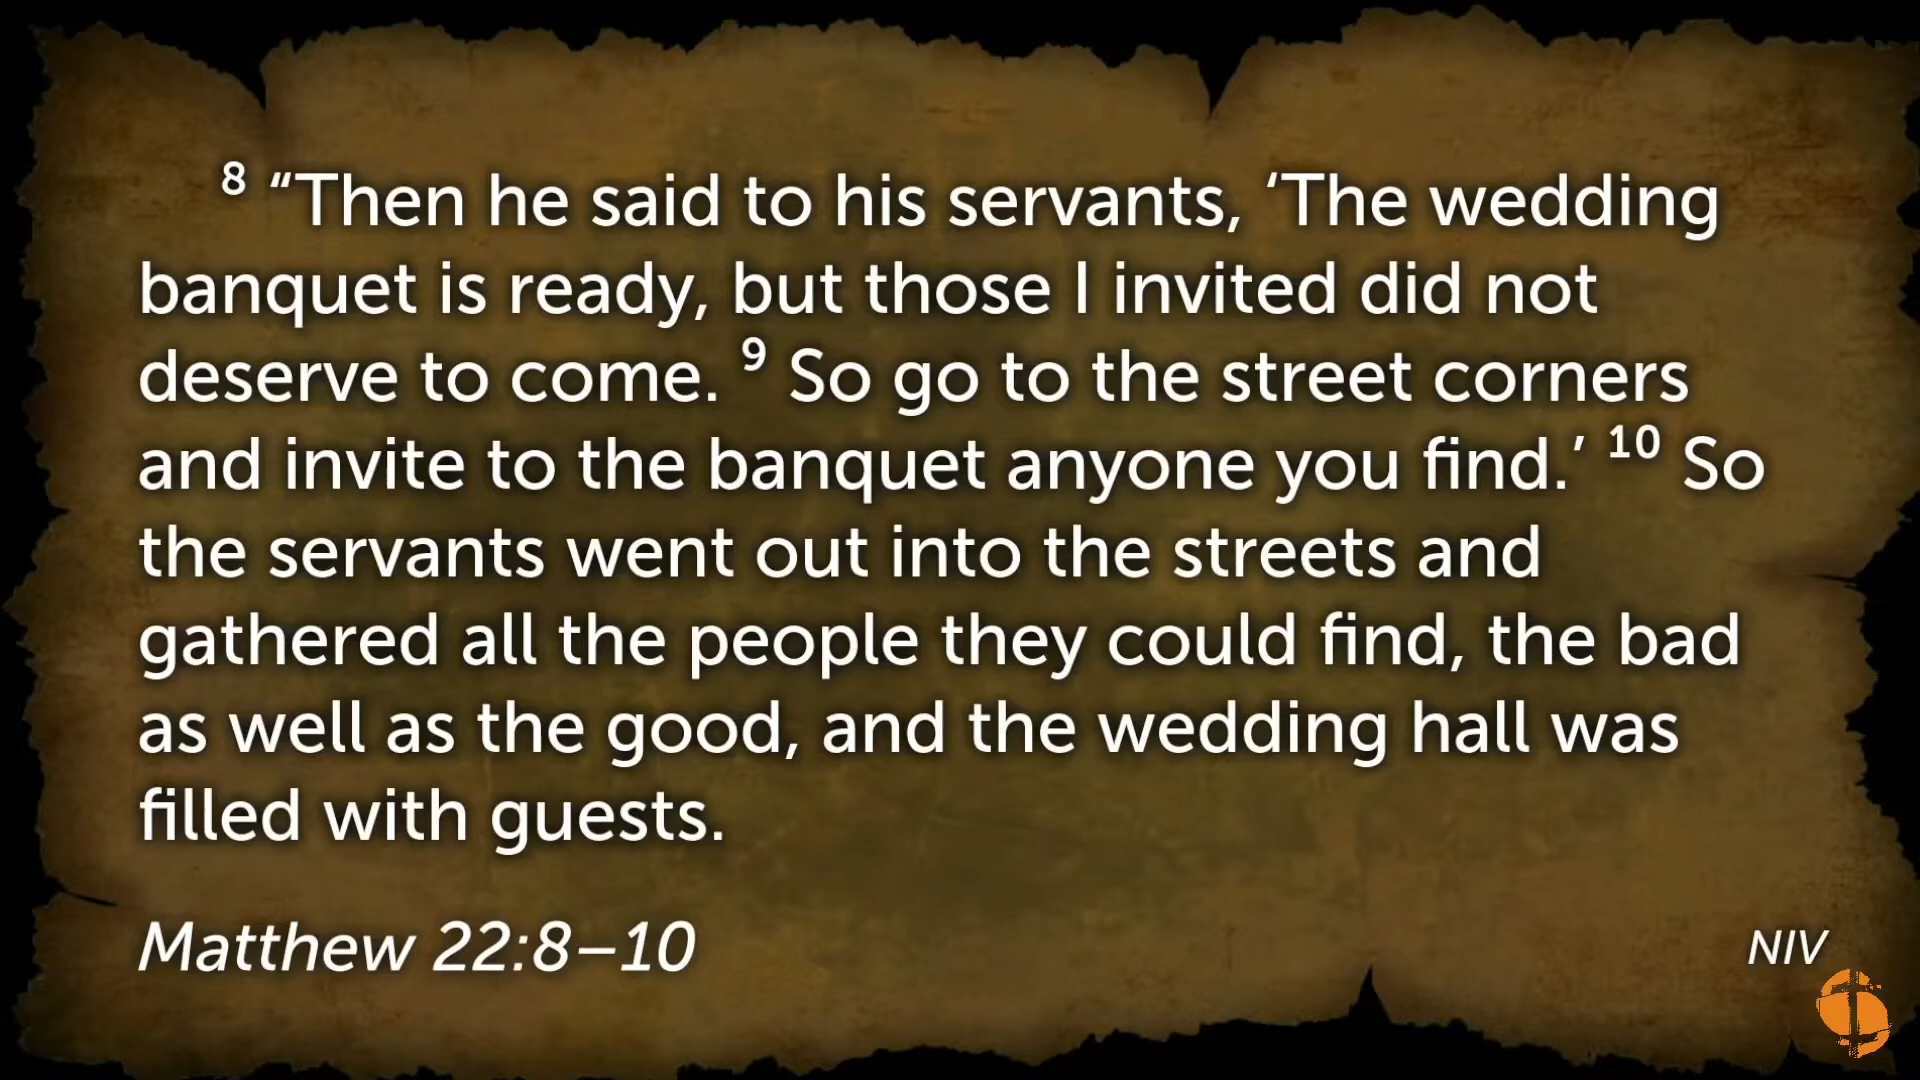 ⁸ “Then he said to his servants, ‘The wedding
banquet is ready, but those I invited did not
deserve to come. ⁹ So go to the street corners
and invite to the banquet anyone you find.’ ¹⁰ So
the servants went out into the streets and
gathered all the people they could find, the bad
as well as the good, and the wedding hall was
filled with guests.
Matthew 22:8–10
NIV